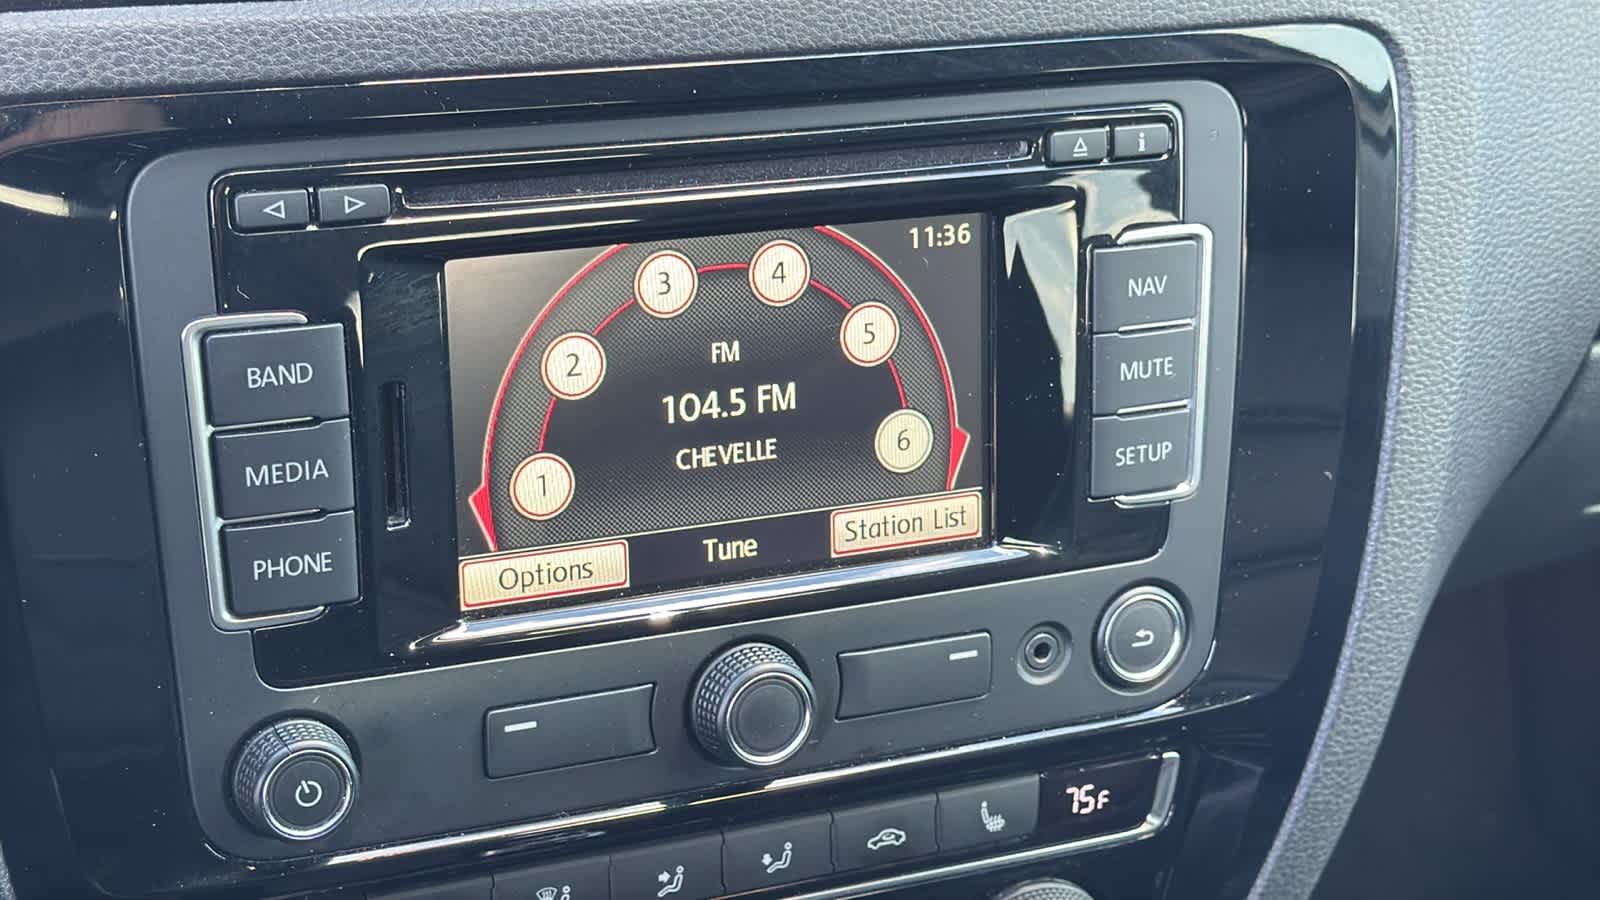 i
11:36
3
4
2
5
FM
104.5 FM
CHEVELLE
1
6
Options
Tune
Station List
BAND
MEDIA
PHONE
NAV
MUTE
SETUP
75F